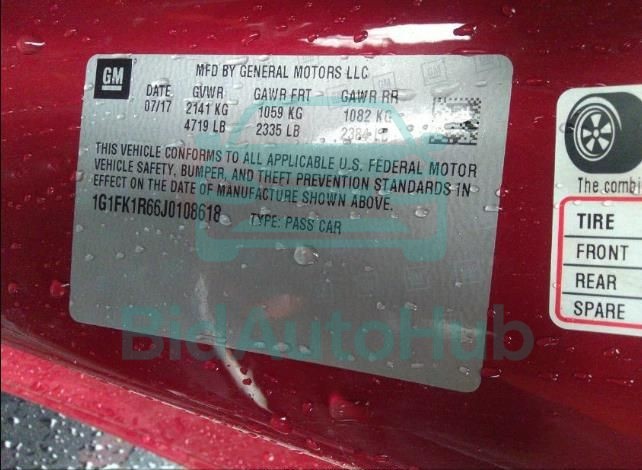 GM
MFD BY GENERAL MOTORS LLC
DATE GVWR GAWR FRT GAWR RR
07/17 2141 KG 1059 KG 1082 KG
4719 LB 2335 LB 2384 LB
THIS VEHICLE CONFORMS TO ALL APPLICABLE U.S. FEDERAL MOTOR
VEHICLE SAFETY, BUMPER, AND THEFT PREVENTION STANDARDS IN
EFFECT ON THE DATE OF MANUFACTURE SHOWN ABOVE.
1G1FK1R66J0108618 TYPE: PASS CAR
BidAutoHub
The combi
TIRE
FRONT
REAR
SPARE